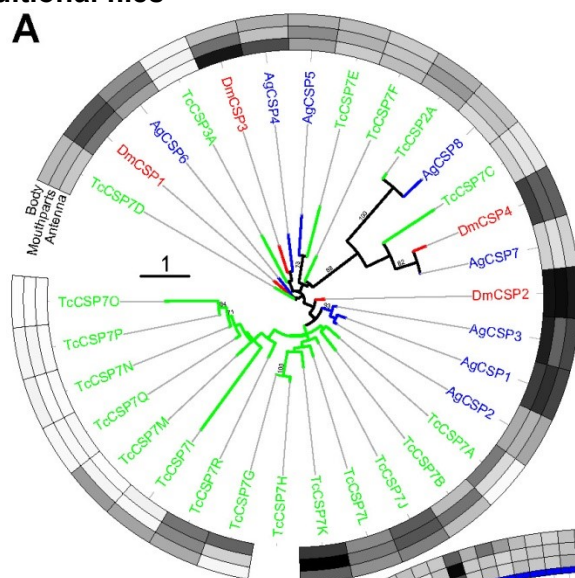 A
TcCSP7E
AgCSP5
TcCSP7F
AgCSP4
TcCSP2A
DmCSP3
AgCSP8
TcCSP3A
TcCSP7C
AgCSP6
DmCSP4
DmCSP1
AgCSP7
TcCSP7D
DmCSP2
Body
Mouthparts
Antenna
1
AgCSP3
TcCSP7O
AgCSP1
TcCSP7P
AgCSP2
TcCSP7N
TcCSP7A
TcCSP7Q
TcCSP7B
TcCSP7M
TcCSP7J
TcCSP7I
TcCSP7L
TcCSP7R
TcCSP7K
TcCSP7G
TcCSP7H
100